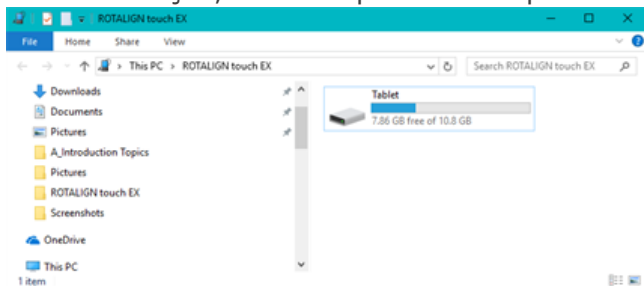 ROTALIGN touch EX
File Home Share View
This PC > ROTALIGN touch EX
Search ROTALIGN touch EX
Downloads
Documents
Pictures
A_Introduction Topics
Pictures
ROTALIGN touch EX
Screenshots
OneDrive
This PC
Tablet
7.86 GB free of 10.8 GB
1 item